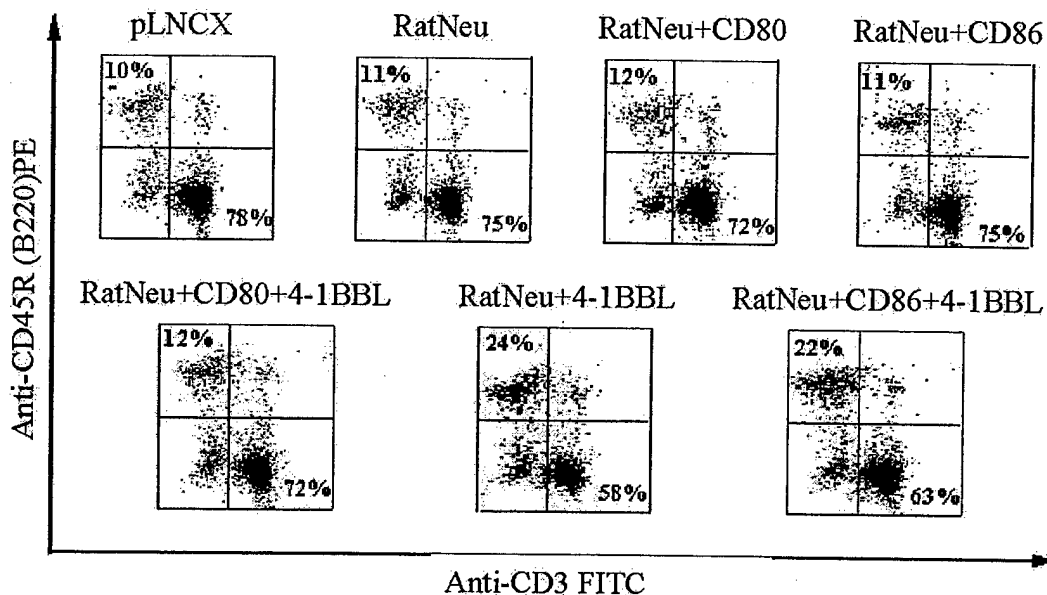 pLNCX RatNeu RatNeu+CD80 RatNeu+CD86
10% 11% 12% 11%
78% 75% 72% 75%
RatNeu+CD80+4-1BBL RatNeu+4-1BBL RatNeu+CD86+4-1BBL
12% 24% 22%
72% 58% 63%
Anti-CD45R (B220)PE
Anti-CD3 FITC